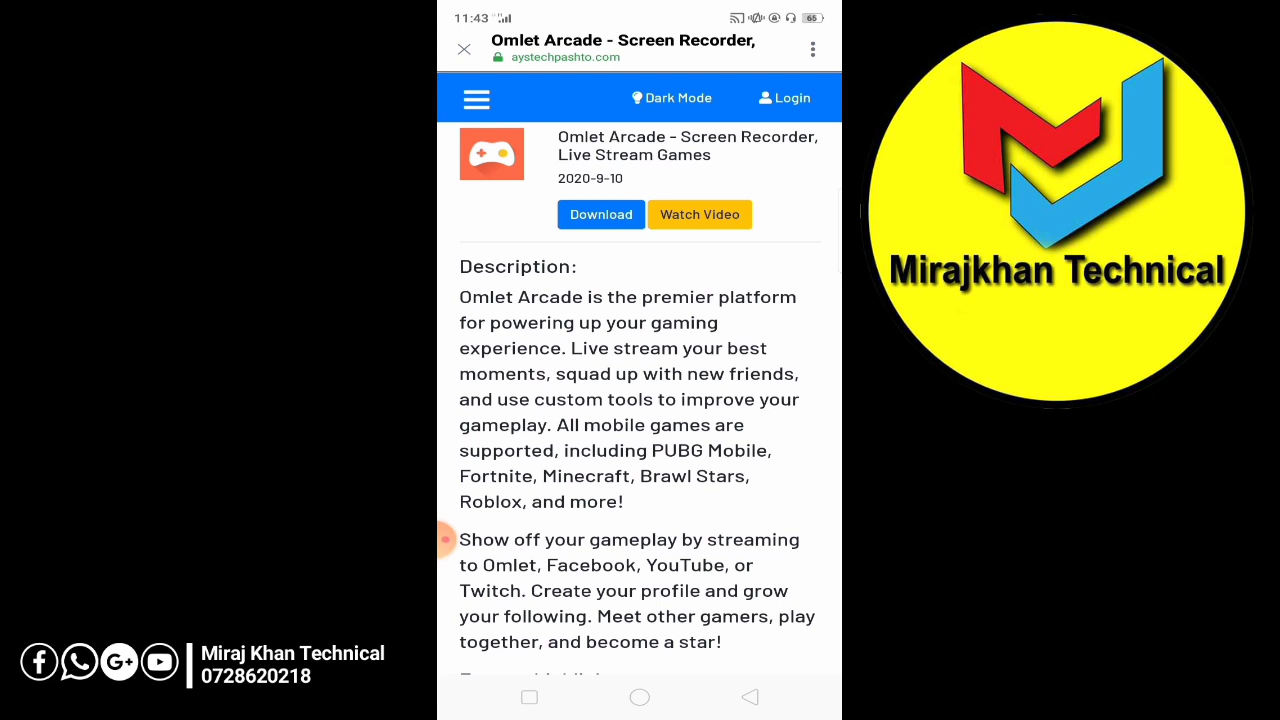 11:43
65
Omlet Arcade - Screen Recorder,
aystechpashto.com
Dark Mode
Login
Omlet Arcade - Screen Recorder,
Live Stream Games
2020-9-10
Download
Watch Video
Description:
Omlet Arcade is the premier platform
for powering up your gaming
experience. Live stream your best
moments, squad up with new friends,
and use custom tools to improve your
gameplay. All mobile games are
supported, including PUBG Mobile,
Fortnite, Minecraft, Brawl Stars,
Roblox, and more!
Show off your gameplay by streaming
to Omlet, Facebook, YouTube, or
Twitch. Create your profile and grow
your following. Meet other gamers, play
together, and become a star!
Mirajkhan Technical
Miraj Khan Technical
0728620218